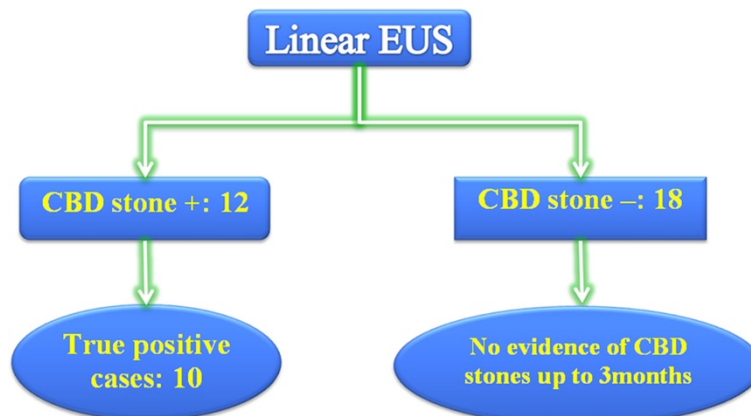 Linear EUS
CBD stone +: 12
CBD stone –: 18
True positive
cases: 10
No evidence of CBD
stones up to 3months